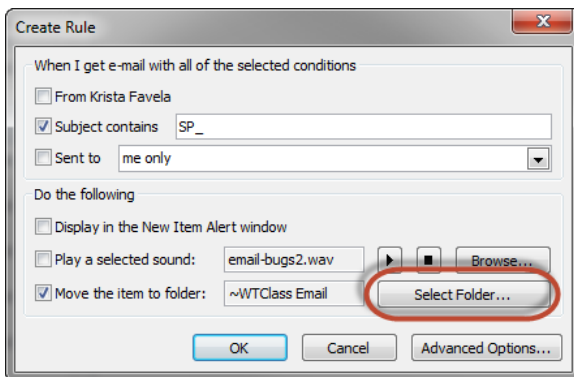 Create Rule
When I get e-mail with all of the selected conditions
From Krista Favela
Subject contains SP_
Sent to me only
Do the following
Display in the New Item Alert window
Play a selected sound: email-bugs2.wav Browse...
Move the item to folder: ~WTClass Email Select Folder...
OK Cancel Advanced Options...